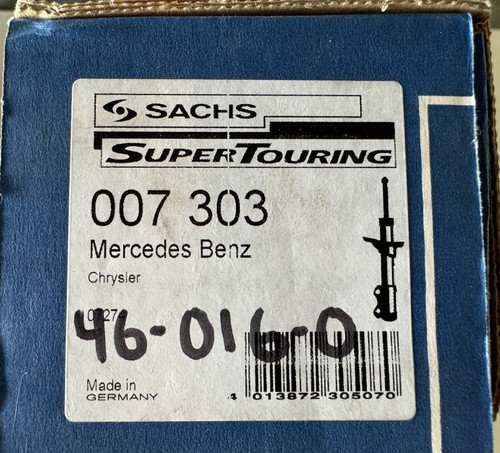 SACHS
SUPERTOURING
007 303
Mercedes Benz
Chrysler
46-016-0
Made in
GERMANY
4 013872 305070